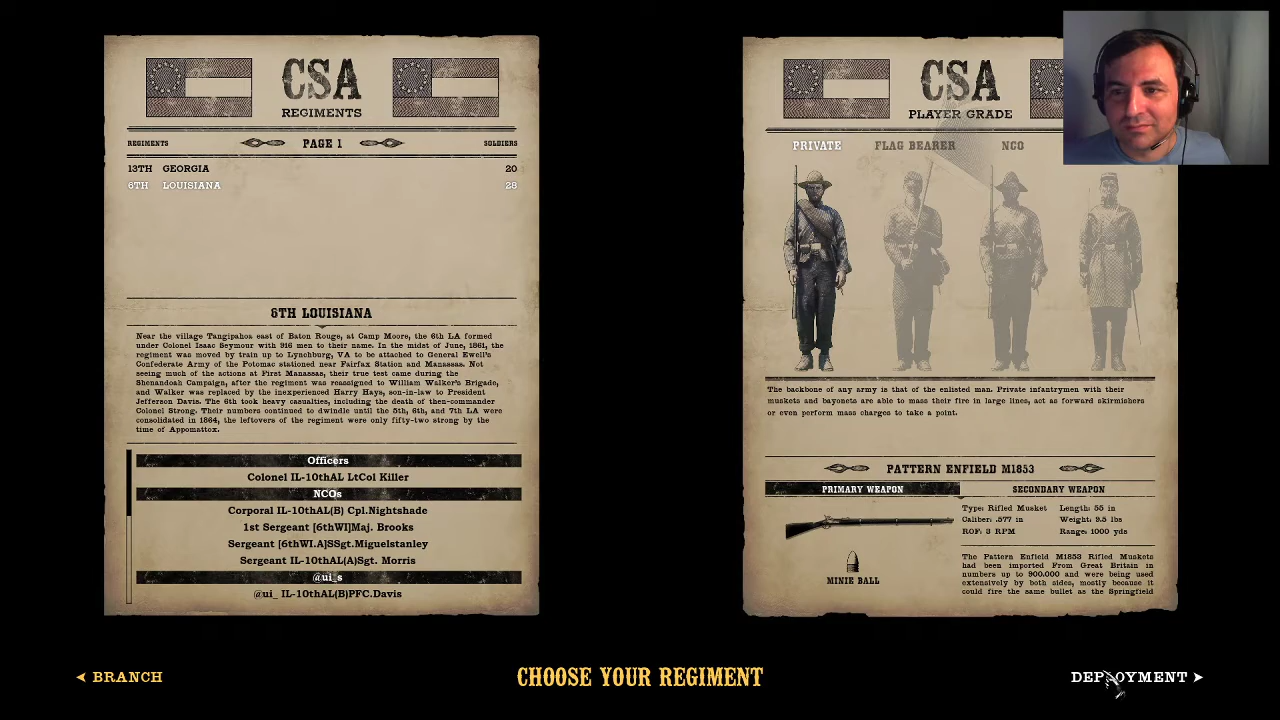 CSA
REGIMENTS
REGIMENTS PAGE 1 SOLDIERS
13TH GEORGIA 20
6TH LOUISIANA 28
6TH LOUISIANA
Near the village Tangipahoa east of Baton Rouge, at Camp Moore, the 6th LA formed
under Colonel Isaac Seymour with 916 men to their name. In the midst of June, 1861, the
regiment was moved by train up to Lynchburg, VA to be attached to General Ewell's
Confederate Army of the Potomac stationed near Fairfax Station and Manassas. Not
seeing much of the actions at First Manassas, their true test came during the
Shenandoah Campaign, after the regiment was reassigned to William Walker's Brigade,
and Walker was replaced by the inexperienced Harry Hays, son-in-law to President
Jefferson Davis. The 6th took heavy casualties, including the death of then-commander
Colonel Strong. Their numbers continued to dwindle until the 5th, 6th, and 7th LA were
consolidated in 1864, the leftovers of the regiment were only fifty-two strong by the
time of Appomattox.
Officers
Colonel IL-10thAL LtCol Killer
NCOs
Corporal IL-10thAL(B) Cpl.Nightshade
1st Sergeant [6thWI]Maj. Brooks
Sergeant [6thWI.A]SSgt.Miguelstanley
Sergeant IL-10thAL(A)Sgt. Morris
@ui_s
@ui_ IL-10thAL(B)PFC.Davis
CSA
PLAYER GRADE
PRIVATE FLAG BEARER NCO
The backbone of any army is that of the enlisted man. Private infantrymen with their
muskets and bayonets are able to mass their fire in large lines, act as forward skirmishers
or even perform mass charges to take a point.
PATTERN ENFIELD M1853
PRIMARY WEAPON SECONDARY WEAPON
Type: Rifled Musket Length: 55 in
Caliber: .577 in Weight: 9.5 lbs
ROF: 3 RPM Range: 1000 yds
MINIE BALL
The Pattern Enfield M1853 Rifled Muskets
had been imported From Great Britain in
numbers up to 900.000 and were being used
extensively by both sides, mostly because it
could fire the same bullet as the Springfield
BRANCH
CHOOSE YOUR REGIMENT
DEPLOYMENT